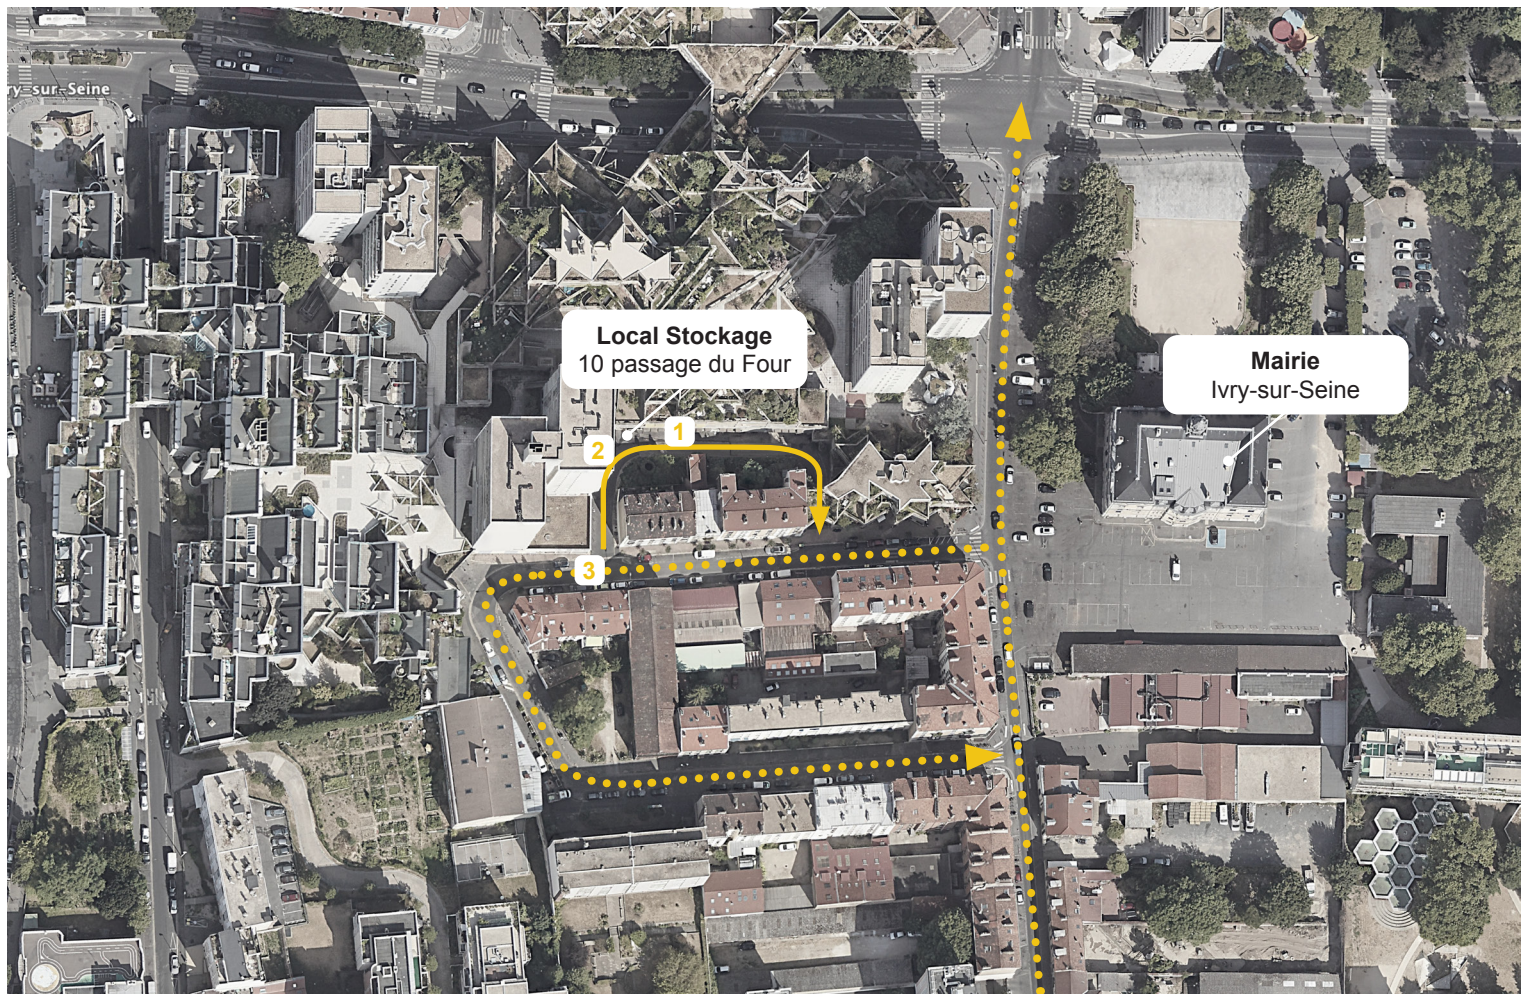 ry-sur-Seine
Local Stockage
10 passage du Four
Mairie
Ivry-sur-Seine
1
2
3